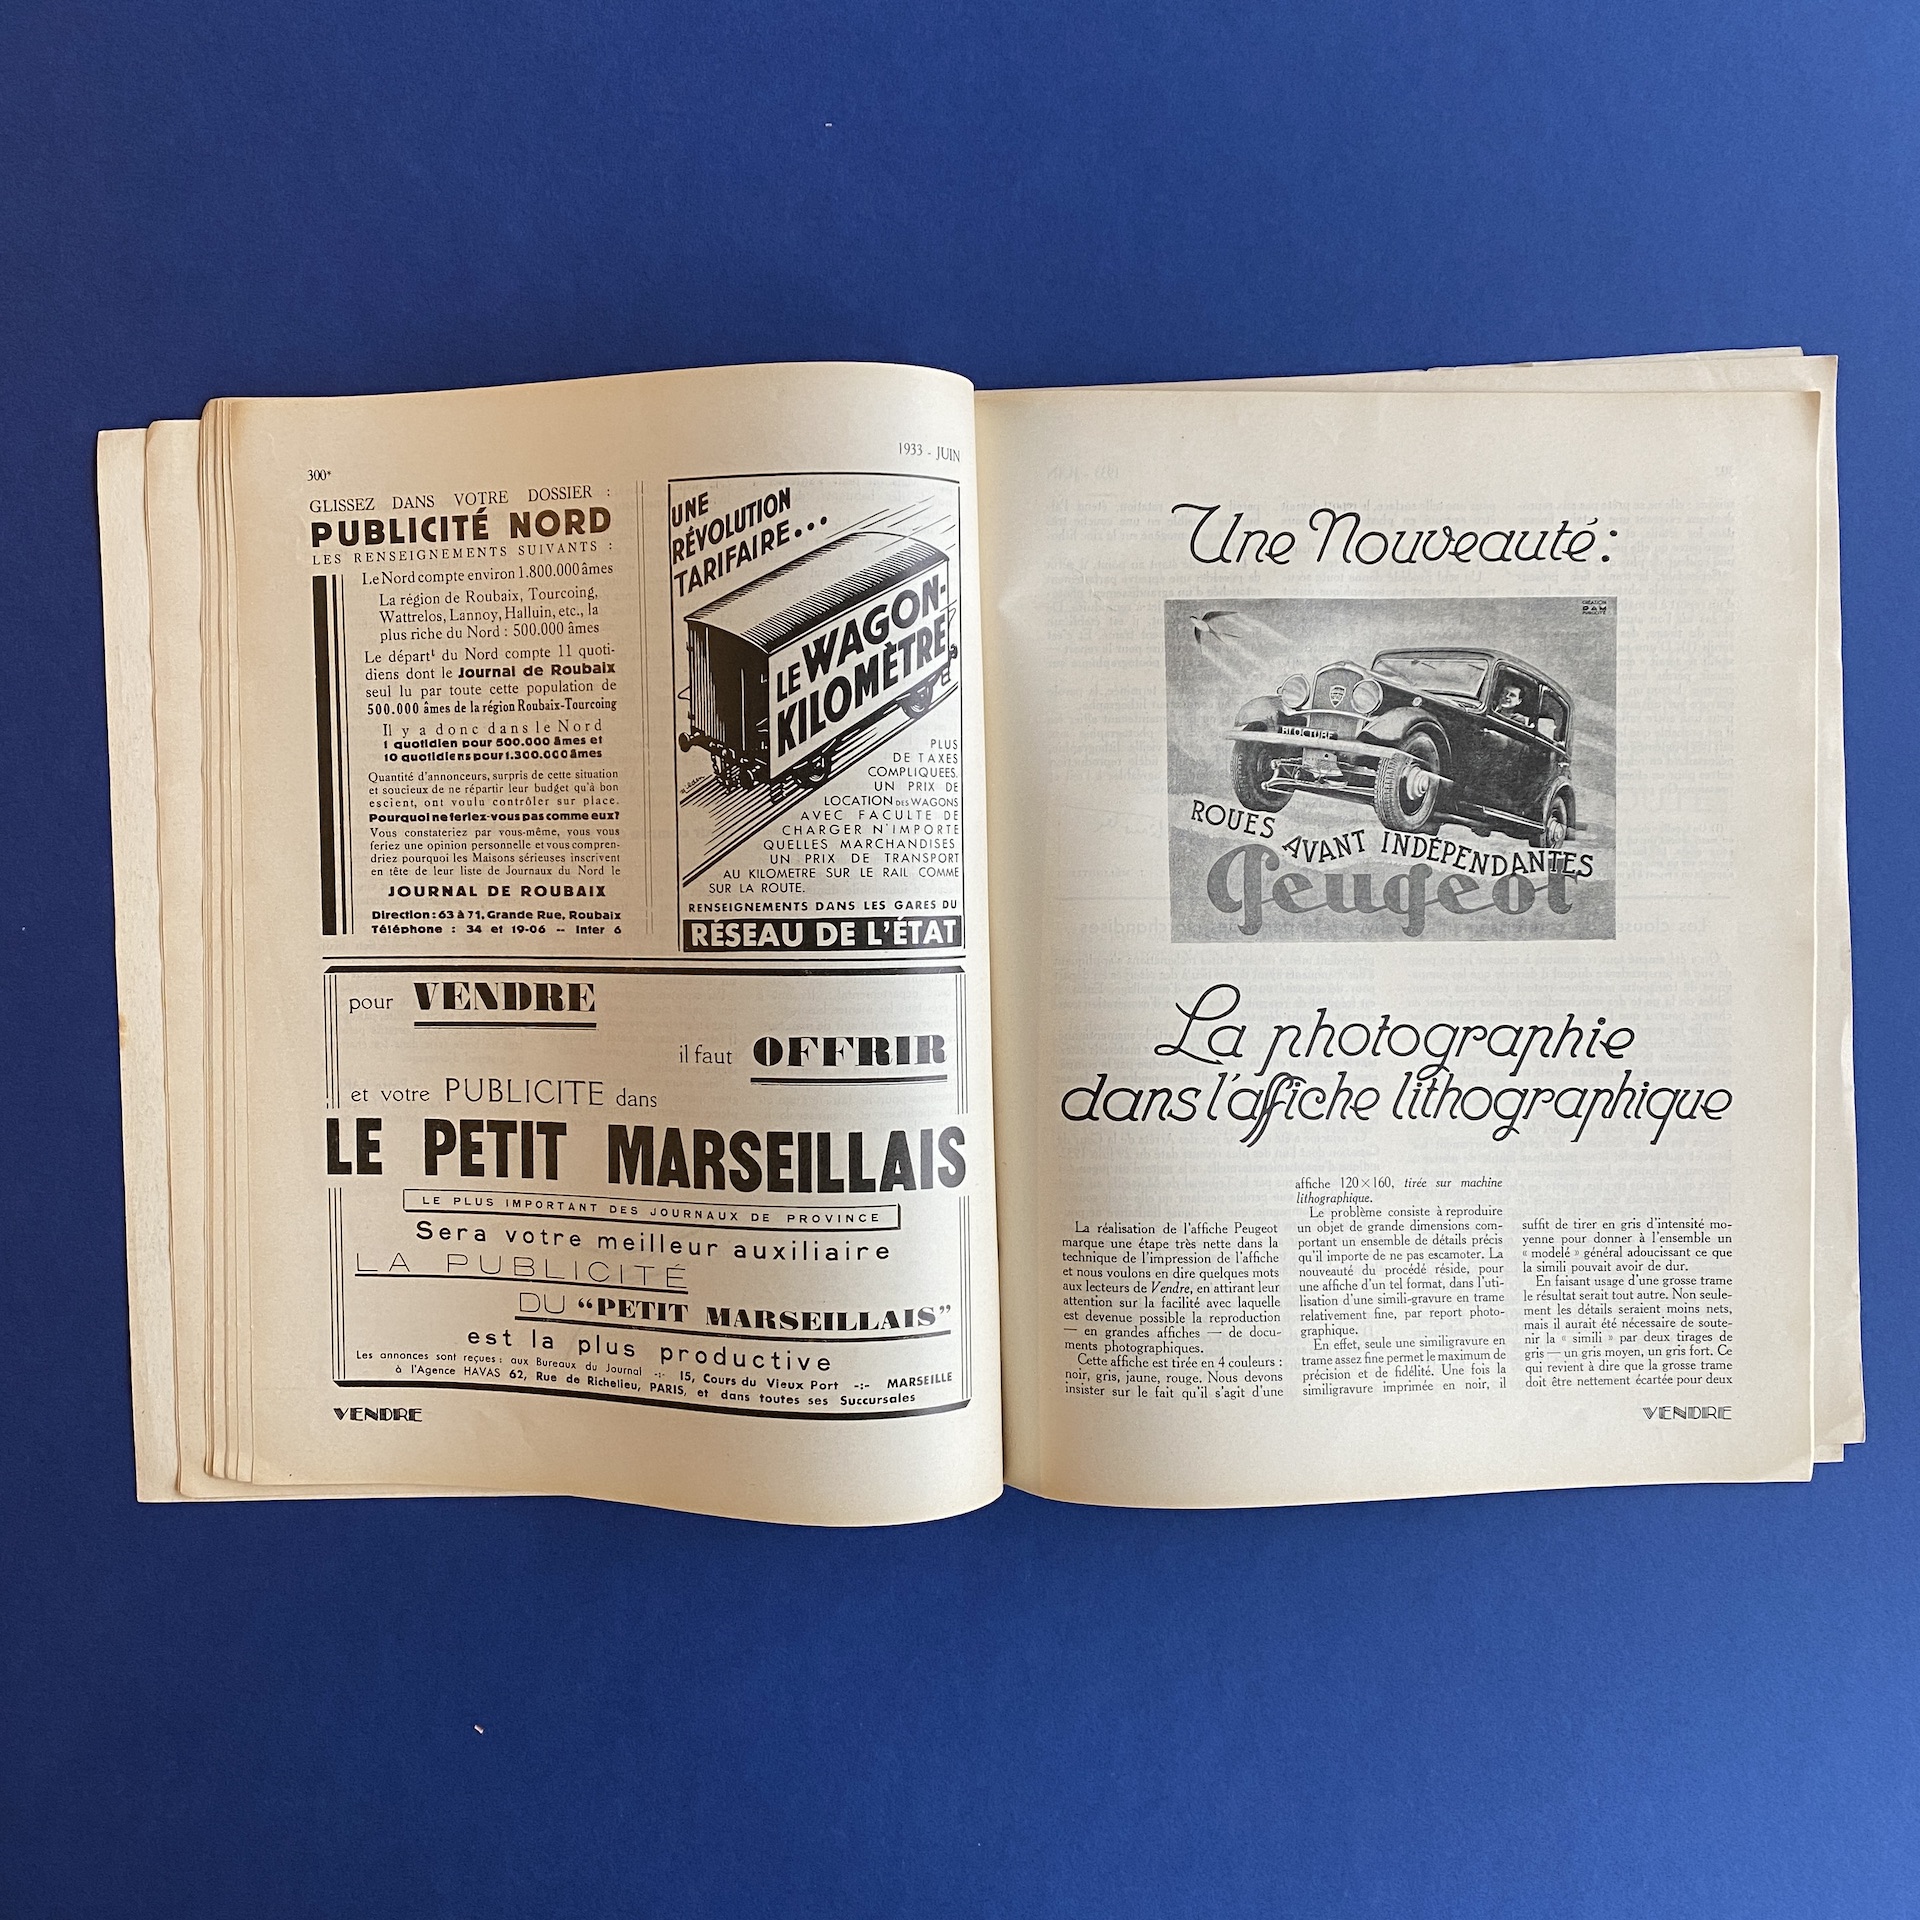 300*
1933 - JUIN
GLISSEZ DANS VOTRE DOSSIER :
PUBLICITÉ NORD
LES RENSEIGNEMENTS SUIVANTS :
Le Nord compte environ 1.800.000 âmes
La région de Roubaix, Tourcoing,
Wattrelos, Lannoy, Halluin, etc., la
plus riche du Nord : 500.000 âmes
Le départt du Nord compte 11 quoti-
diens dont le Journal de Roubaix
seul lu par toute cette population de
500.000 âmes de la région Roubaix-Tourcoing
Il y a donc dans le Nord
1 quotidien pour 500.000 âmes et
10 quotidiens pour 1.300.000 âmes
Quantité d'annonceurs, surpris de cette situation
et soucieux de ne répartir leur budget qu'à bon
escient, ont voulu contrôler sur place.
Pourquoi ne feriez-vous pas comme eux?
Vous constateriez par vous-même, vous vous
feriez une opinion personnelle et vous compren-
driez pourquoi les Maisons sérieuses inscrivent
en tête de leur liste de Journaux du Nord le
JOURNAL DE ROUBAIX
Direction : 63 à 71, Grande Rue, Roubaix
Téléphone : 34 et 19-06 -- Inter 6
UNE
RÉVOLUTION
TARIFAIRE...
LE WAGON-
KILOMÈTRE
PLUS
DE TAXES
COMPLIQUEES.
UN PRIX DE
LOCATION DES WAGONS
AVEC FACULTE DE
CHARGER N'IMPORTE
QUELLES MARCHANDISES
UN PRIX DE TRANSPORT
AU KILOMETRE SUR LE RAIL COMME
SUR LA ROUTE.
RENSEIGNEMENTS DANS LES GARES DU
RÉSEAU DE L'ÉTAT
pour VENDRE
il faut OFFRIR
et votre PUBLICITE dans
LE PETIT MARSEILLAIS
LE PLUS IMPORTANT DES JOURNAUX DE PROVINCE
Sera votre meilleur auxiliaire
LA PUBLICITÉ
DU "PETIT MARSEILLAIS"
est la plus productive
Les annonces sont reçues : aux Bureaux du Journal -:- 15, Cours du Vieux Port -:- MARSEILLE
à l'Agence HAVAS 62, Rue de Richelieu, PARIS, et dans toutes ses Succursales
VENDRE
Une Nouveauté :
CREATION
DAM
PUBLICITÉ
ROUES AVANT INDÉPENDANTES
Peugeot
La photographie
dans l'affiche lithographique
La réalisation de l'affiche Peugeot
marque une étape très nette dans la
technique de l'impression de l'affiche
et nous voulons en dire quelques mots
aux lecteurs de Vendre, en attirant leur
attention sur la facilité avec laquelle
est devenue possible la reproduction
— en grandes affiches — de docu-
ments photographiques.
Cette affiche est tirée en 4 couleurs :
noir, gris, jaune, rouge. Nous devons
insister sur le fait qu'il s'agit d'une
affiche 120×160, tirée sur machine
lithographique.
Le problème consiste à reproduire
un objet de grande dimensions com-
portant un ensemble de détails précis
qu'il importe de ne pas escamoter. La
nouveauté du procédé réside, pour
une affiche d'un tel format, dans l'uti-
lisation d'une simili-gravure en trame
relativement fine, par report photo-
graphique.
En effet, seule une similigravure en
trame assez fine permet le maximum de
précision et de fidélité. Une fois la
similigravure imprimée en noir, il
suffit de tirer en gris d'intensité mo-
yenne pour donner à l'ensemble un
« modelé » général adoucissant ce que
la simili pouvait avoir de dur.
En faisant usage d'une grosse trame
le résultat serait tout autre. Non seule-
ment les détails seraient moins nets,
mais il aurait été nécessaire de soute-
nir la « simili » par deux tirages de
gris — un gris moyen, un gris fort. Ce
qui revient à dire que la grosse trame
doit être nettement écartée pour deux
VENDRE